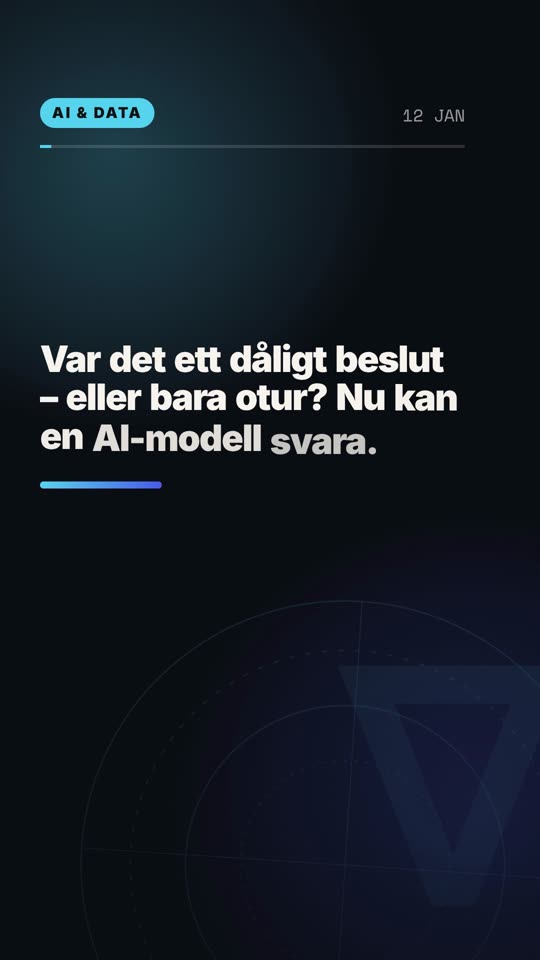 AI & DATA
12 JAN
Var det ett dåligt beslut
– eller bara otur? Nu kan
en AI-modell svara.